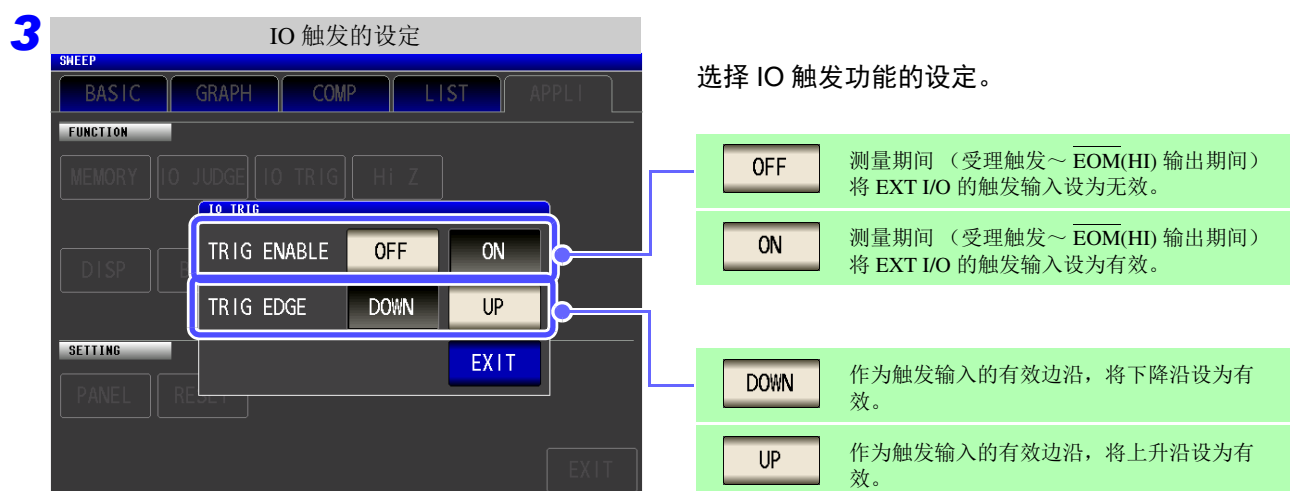 3
IO 触发的设定
SWEEP
BASIC GRAPH COMP LIST APPLI
FUNCTION
MEMORY IO JUDGE IO TRIG Hi Z
IO TRIG
TRIG ENABLE OFF ON
DISP
TRIG EDGE DOWN UP
SETTING
EXIT
PANEL RESET
EXIT
选择 IO 触发功能的设定。
OFF 测量期间 （受理触发～ EOM(HI) 输出期间）
将 EXT I/O 的触发输入设为无效。
ON 测量期间 （受理触发～ EOM(HI) 输出期间）
将 EXT I/O 的触发输入设为有效。
DOWN 作为触发输入的有效边沿，将下降沿设为有
效。
UP 作为触发输入的有效边沿，将上升沿设为有
效。